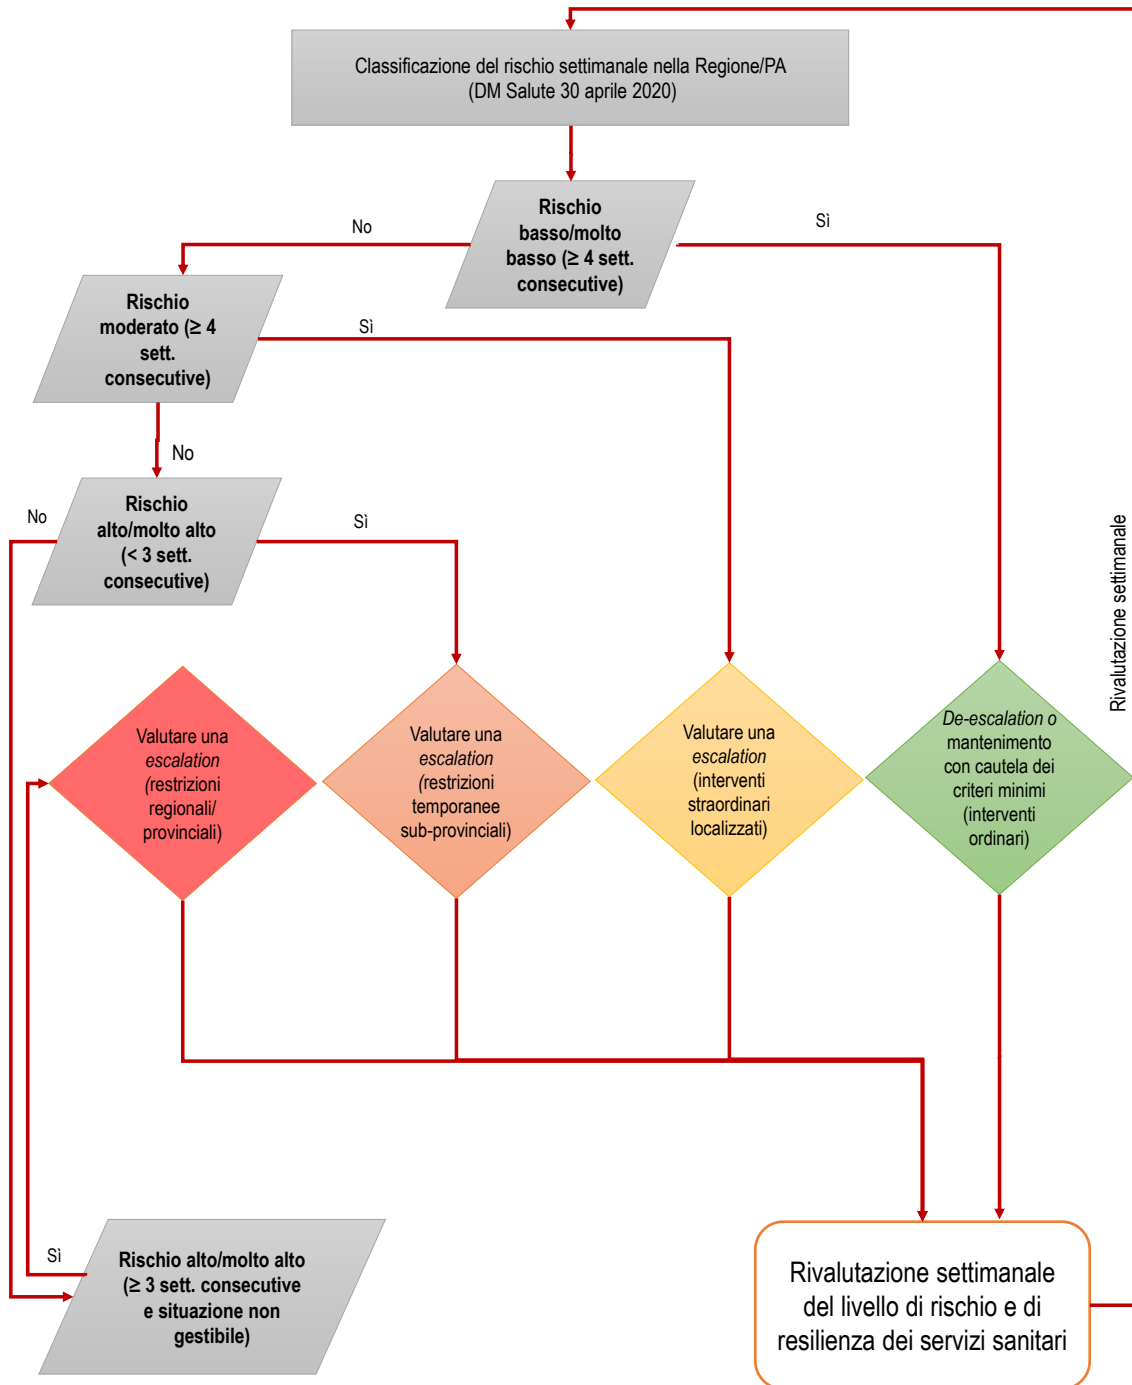 Classificazione del rischio settimanale nella Regione/PA
(DM Salute 30 aprile 2020)
Rischio
basso/molto
basso (≥ 4 sett.
consecutive)
No
Sì
Rischio
moderato (≥ 4
sett.
consecutive)
Sì
No
Rischio
alto/molto alto
(< 3 sett.
consecutive)
No
Sì
Rivalutazione settimanale
Valutare una
escalation
(restrizioni
regionali/
provinciali)
Valutare una
escalation
(restrizioni
temporanee
sub-provinciali)
Valutare una
escalation
(interventi
straordinari
localizzati)
De-escalation o
mantenimento
con cautela dei
criteri minimi
(interventi
ordinari)
Sì
Rischio alto/molto alto
(≥ 3 sett. consecutive
e situazione non
gestibile)
Rivalutazione settimanale
del livello di rischio e di
resilienza dei servizi sanitari